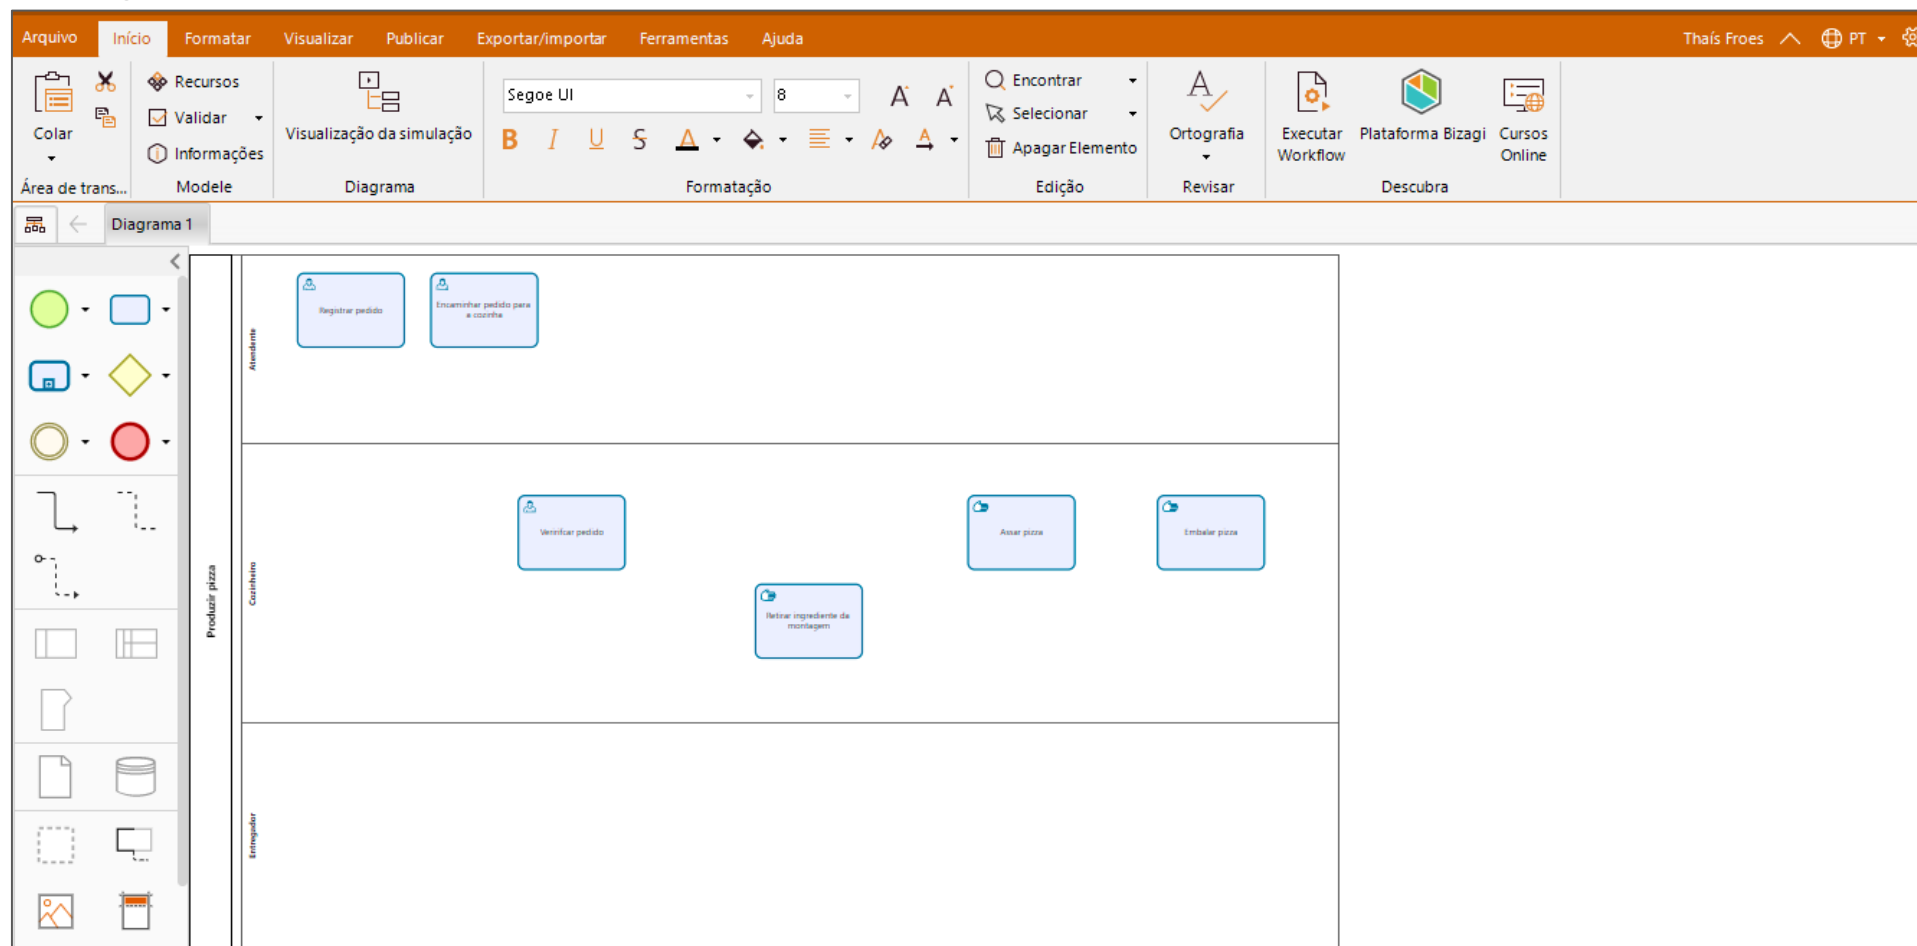 Arquivo Início Formatar Visualizar Publicar Exportar/importar Ferramentas Ajuda Thaís Froes PT
Colar
Área de trans...
Recursos
Validar
Informações
Modele
Visualização da simulação
Diagrama
Segoe UI 8
B I U S A A
Formatação
Encontrar
Selecionar
Apagar Elemento
Edição
Ortografia
Revisar
Executar
Workflow
Plataforma Bizagi
Cursos
Online
Descubra
Diagrama 1
Produzir pizza
Atendente
Registrar pedido
Encaminhar pedido para
a cozinha
Cozinheiro
Veririfcar pedido
Retirar ingrediente da
montagem
Assar pizza
Embalar pizza
Entregador